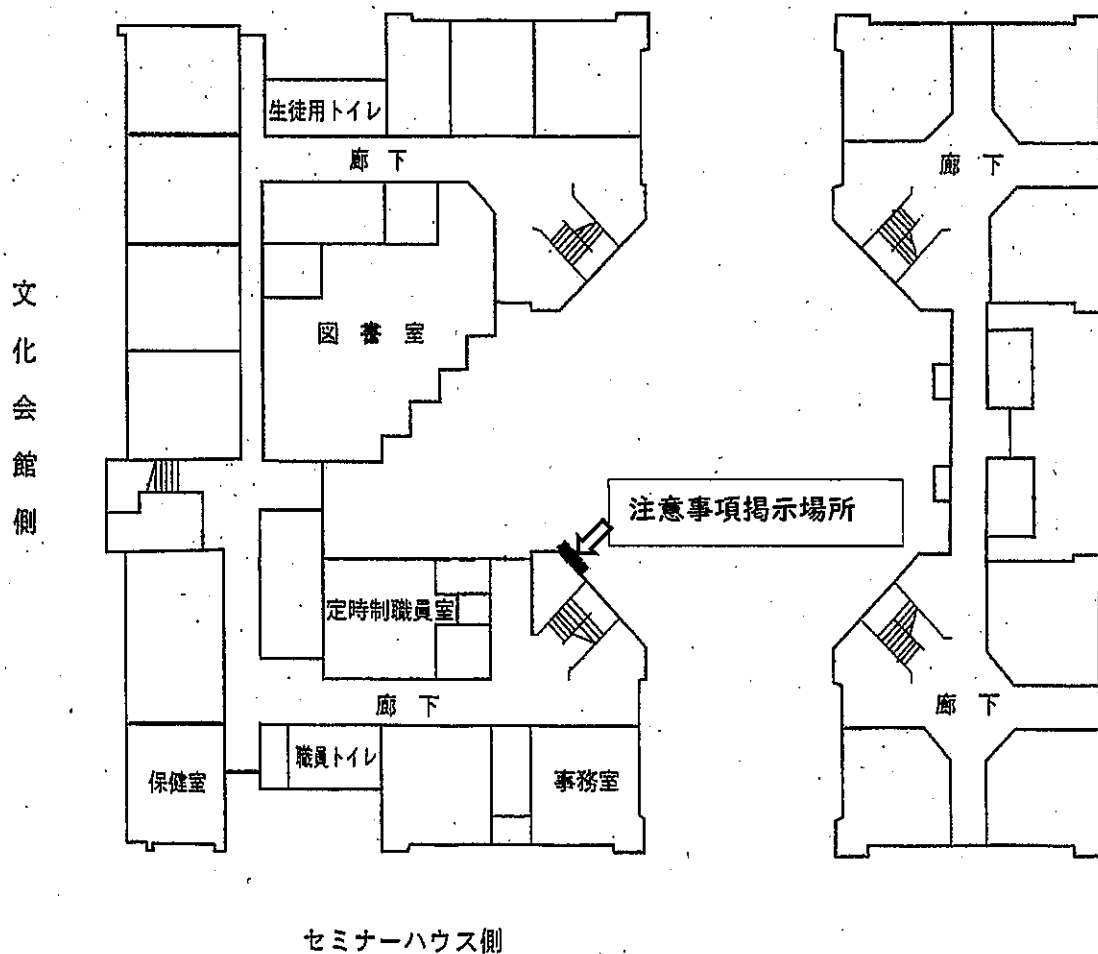 生徒用トイレ
廊下
廊下
文化会館側
図書室
注意事項掲示場所
定時制職員室
廊下
廊下
職員トイレ
保健室
事務室
セミナーハウス側